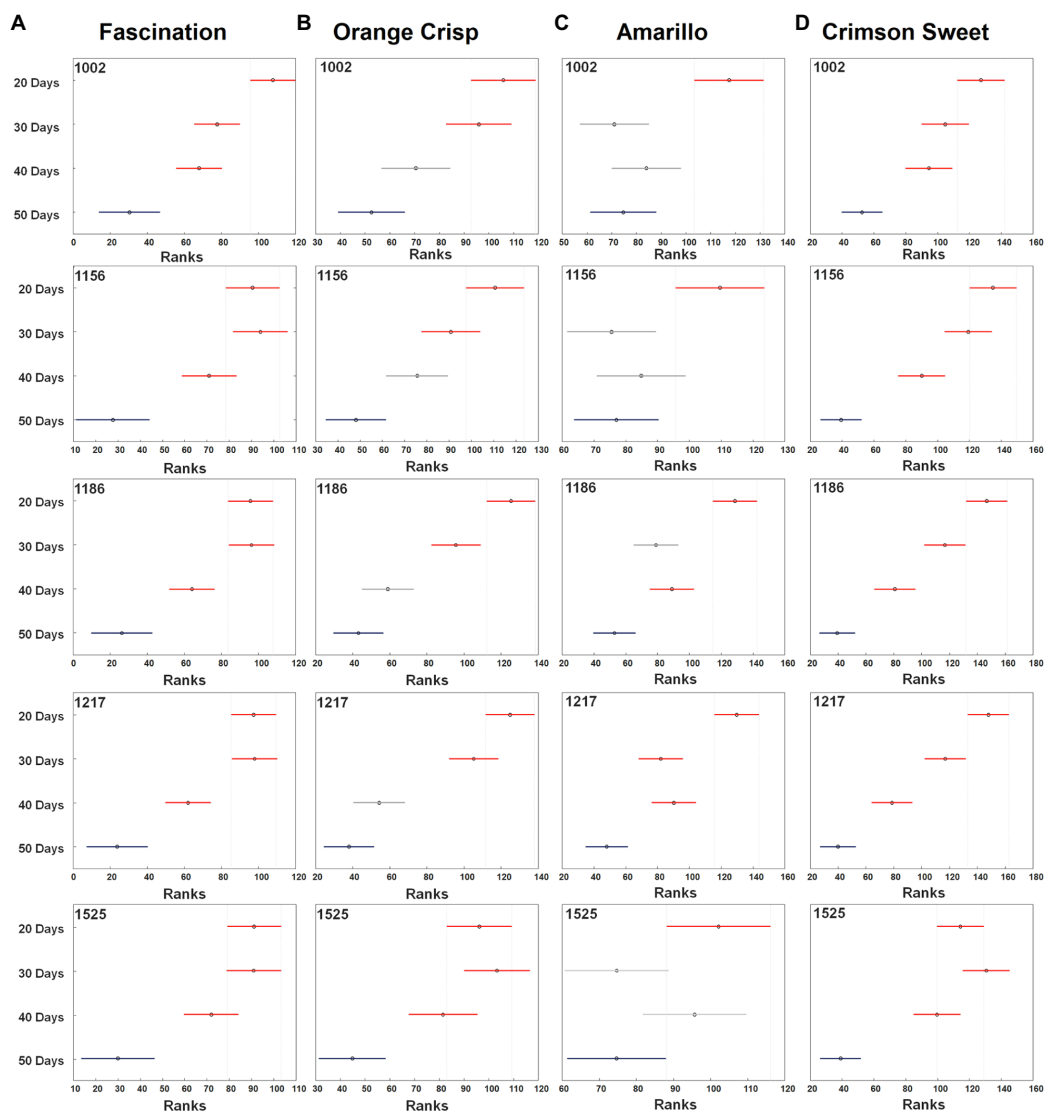 A Fascination B Orange Crisp C Amarillo D Crimson Sweet
1002 1002 1002 1002
20 Days
30 Days
40 Days
50 Days
0 20 40 60 80 100 120 30 40 50 60 70 80 90 100 110 120 50 60 70 80 90 100 110 120 130 140 20 40 60 80 100 120 140 160
Ranks Ranks Ranks Ranks
1156 1156 1156 1156
20 Days
30 Days
40 Days
50 Days
10 20 30 40 50 60 70 80 90 100 110 30 40 50 60 70 80 90 100 110 120 130 60 70 80 90 100 110 120 130 20 40 60 80 100 120 140 160
Ranks Ranks Ranks Ranks
1186 1186 1186 1186
20 Days
30 Days
40 Days
50 Days
0 20 40 60 80 100 120 20 40 60 80 100 120 140 20 40 60 80 100 120 140 160 20 40 60 80 100 120 140 160 180
Ranks Ranks Ranks Ranks
1217 1217 1217 1217
20 Days
30 Days
40 Days
50 Days
0 20 40 60 80 100 120 20 40 60 80 100 120 140 20 40 60 80 100 120 140 160 20 40 60 80 100 120 140 160 180
Ranks Ranks Ranks Ranks
1525 1525 1525 1525
20 Days
30 Days
40 Days
50 Days
10 20 30 40 50 60 70 80 90 100 110 30 40 50 60 70 80 90 100 110 120 60 70 80 90 100 110 120 20 40 60 80 100 120 140 160
Ranks Ranks Ranks Ranks